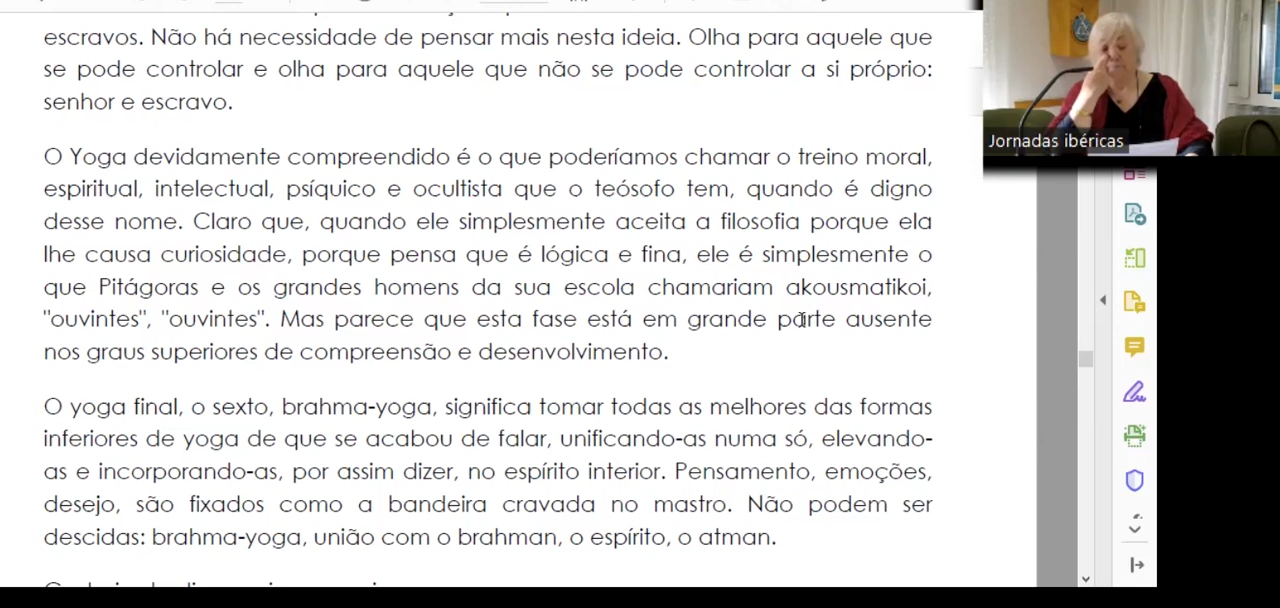 escravos. Não há necessidade de pensar mais nesta ideia. Olha para aquele que
se pode controlar e olha para aquele que não se pode controlar a si próprio:
senhor e escravo.
O Yoga devidamente compreendido é o que poderíamos chamar o treino moral,
espiritual, intelectual, psíquico e ocultista que o teósofo tem, quando é digno
desse nome. Claro que, quando ele simplesmente aceita a filosofia porque ela
lhe causa curiosidade, porque pensa que é lógica e fina, ele é simplesmente o
que Pitágoras e os grandes homens da sua escola chamariam akousmatikoi,
"ouvintes", "ouvintes". Mas parece que esta fase está em grande parte ausente
nos graus superiores de compreensão e desenvolvimento.
O yoga final, o sexto, brahma-yoga, significa tomar todas as melhores das formas
inferiores de yoga de que se acabou de falar, unificando-as numa só, elevando-
as e incorporando-as, por assim dizer, no espírito interior. Pensamento, emoções,
desejo, são fixados como a bandeira cravada no mastro. Não podem ser
descidas: brahma-yoga, união com o brahman, o espírito, o atman.
Jornadas ibéricas